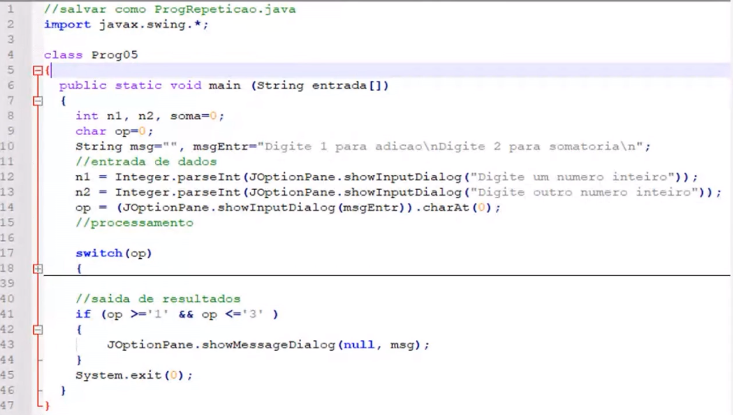 1 //salvar como ProgRepeticao.java
2 import javax.swing.*;
3
4 class Prog05
5 {
6 public static void main (String entrada[])
7 {
8 int n1, n2, soma=0;
9 char op=0;
10 String msg="", msgEntr="Digite 1 para adicao\nDigite 2 para somatoria\n";
11 //entrada de dados
12 n1 = Integer.parseInt(JOptionPane.showInputDialog("Digite um numero inteiro"));
13 n2 = Integer.parseInt(JOptionPane.showInputDialog("Digite outro numero inteiro"));
14 op = (JOptionPane.showInputDialog(msgEntr)).charAt(0);
15 //processamento
16
17 switch(op)
18 {
39
40 //saida de resultados
41 if (op >='1' && op <='3' )
42 {
43 JOptionPane.showMessageDialog(null, msg);
44 }
45 System.exit(0);
46 }
47 }